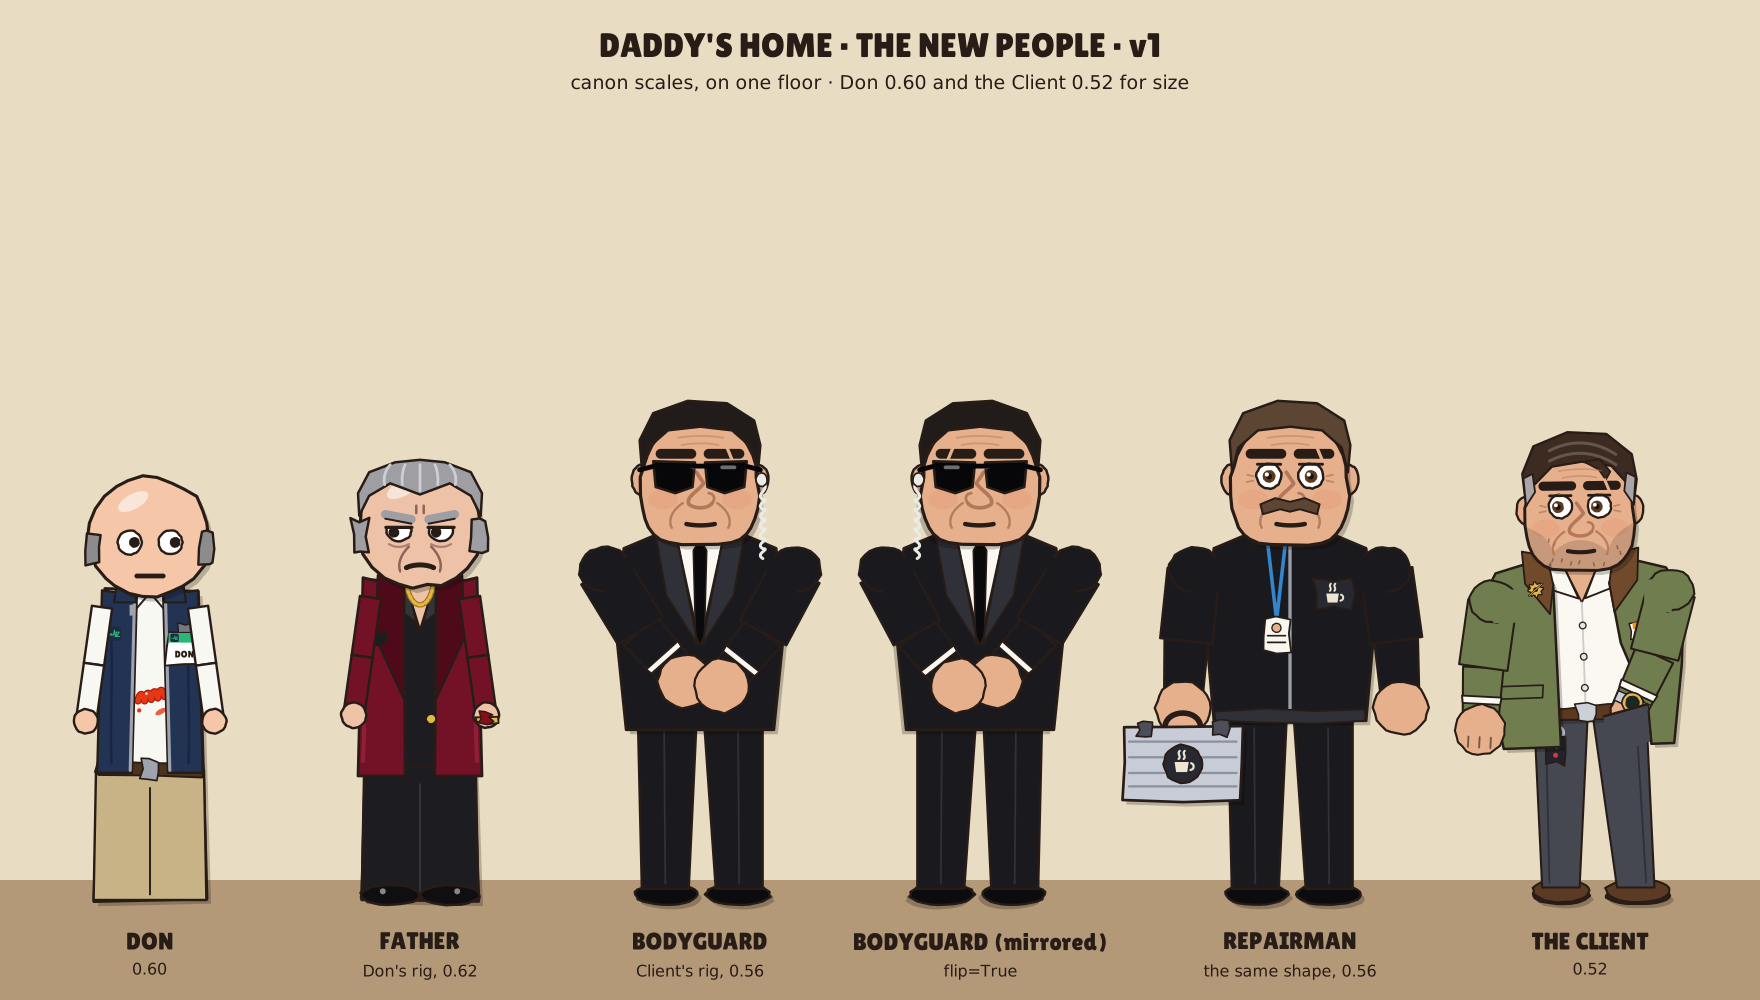 DADDY'S HOME · THE NEW PEOPLE · v1
canon scales, on one floor · Don 0.60 and the Client 0.52 for size
DON
DON
0.60
FATHER
Don's rig, 0.62
BODYGUARD
Client's rig, 0.56
BODYGUARD (mirrored)
flip=True
REPAIRMAN
the same shape, 0.56
THE CLIENT
0.52